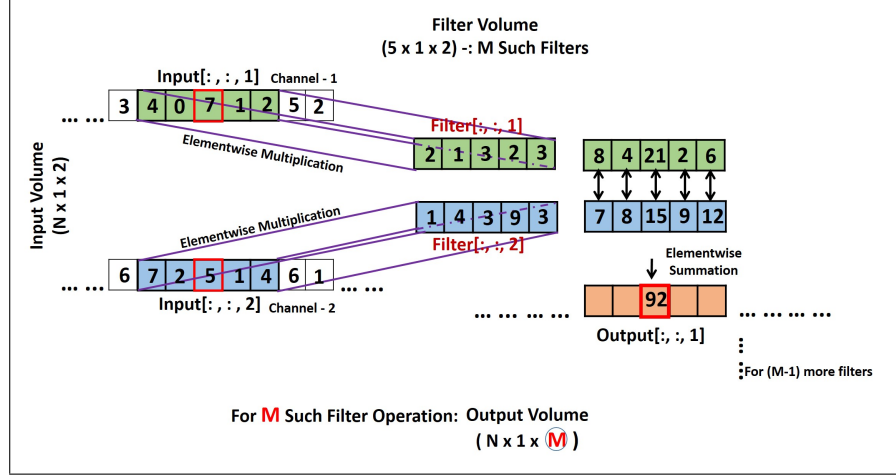 Filter Volume
(5 x 1 x 2) -: M Such Filters
Input[: , : , 1] Channel - 1
... ... 3 4 0 7 1 2 5 2
Filter[:, :, 1]
Elementwise Multiplication
2 1 3 2 3
8 4 21 2 6
Input Volume
(N x 1 x 2)
Elementwise Multiplication
1 4 3 9 3
7 8 15 9 12
Filter[:, :, 2]
Elementwise
Summation
... ... 6 7 2 5 1 4 6 1 ... ...
Input[: , : , 2] Channel - 2
... ... ... ... 92 ... ... ... ...
Output[:, :, 1]
For (M-1) more filters
For M Such Filter Operation: Output Volume
( N x 1 x M )